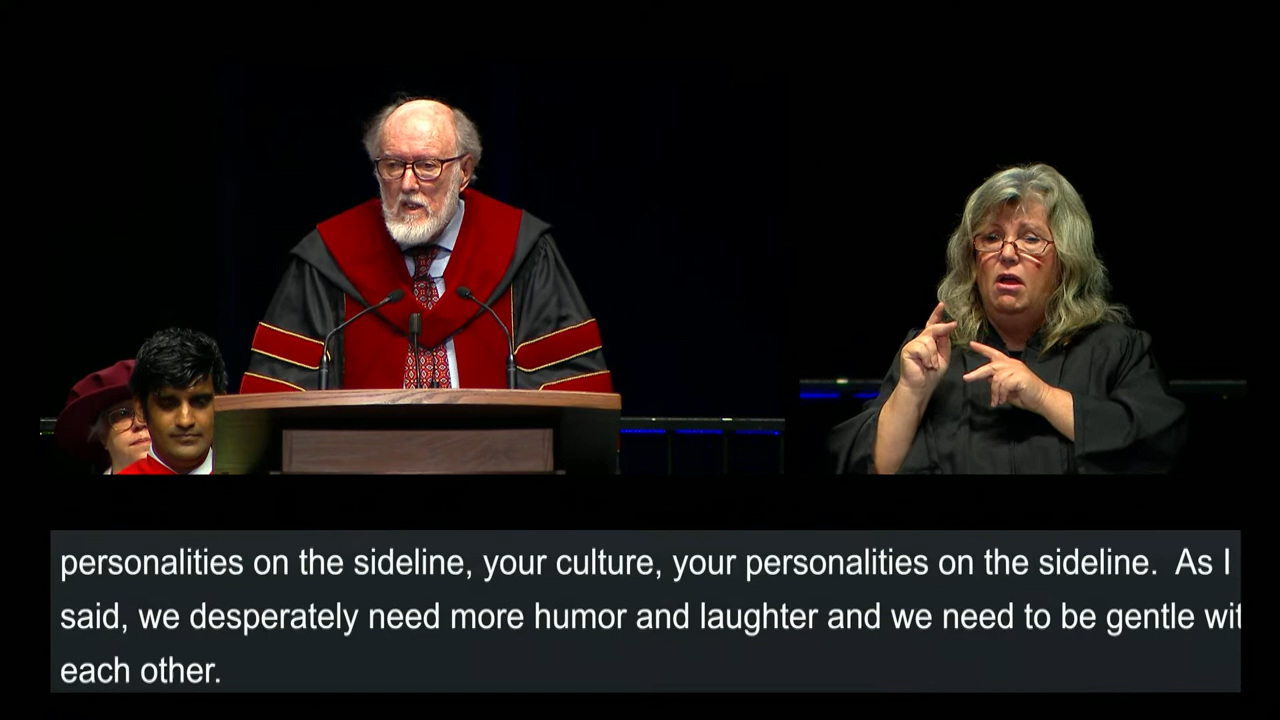 personalities on the sideline, your culture, your personalities on the sideline.  As I
said, we desperately need more humor and laughter and we need to be gentle wit
each other.